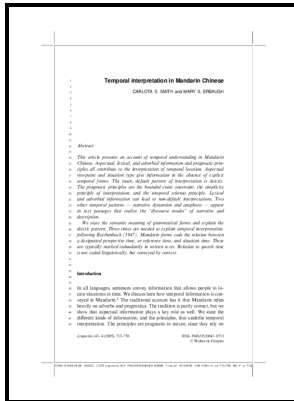 Temporal interpretation in Mandarin Chinese
CARLOTA S. SMITH and MARY S. ERBAUGH
Abstract
This article presents an account of temporal understanding in Mandarin
Chinese. Aspectual, lexical, and adverbial information and pragmatic prin-
ciples all contribute to the interpretation of temporal location. Aspectual
viewpoint and situation type give information in the absence of explicit
temporal forms. The main, default pattern of interpretation is deictic.
The pragmatic principles are the bounded event constraint, the simplicity
principle of interpretation, and the temporal schema principle. Lexical
and adverbial information can lead to non-default interpretations. Two
other temporal patterns — narrative dynamism and anaphora — appear
in text passages that realize the "discourse modes" of narrative and
description.
We state the semantic meaning of grammatical forms and explain the
deictic pattern. Three times are needed to explain temporal interpretation,
following Reichenbach (1947). Mandarin forms code the relation between
a designated perspective time, or reference time, and situation time. These
are typically marked redundantly in written texts. Relation to speech time
is not coded linguistically, but conveyed by context.
Introduction
In all languages, sentences convey information that allows people to lo-
cate situations in time. We discuss here how temporal information is con-
veyed in Mandarin.¹ The traditional account has it that Mandarin relies
heavily on adverbs and pragmatics. The tradition is partly correct, but we
show that aspectual information plays a key role as well. We state the
different kinds of information, and the principles, that underlie temporal
interpretation. The principles are pragmatic in nature, since they rely on
Linguistics 43–4 (2005), 713–756
0024–3949/05/0043–0713
© Walter de Gruyter